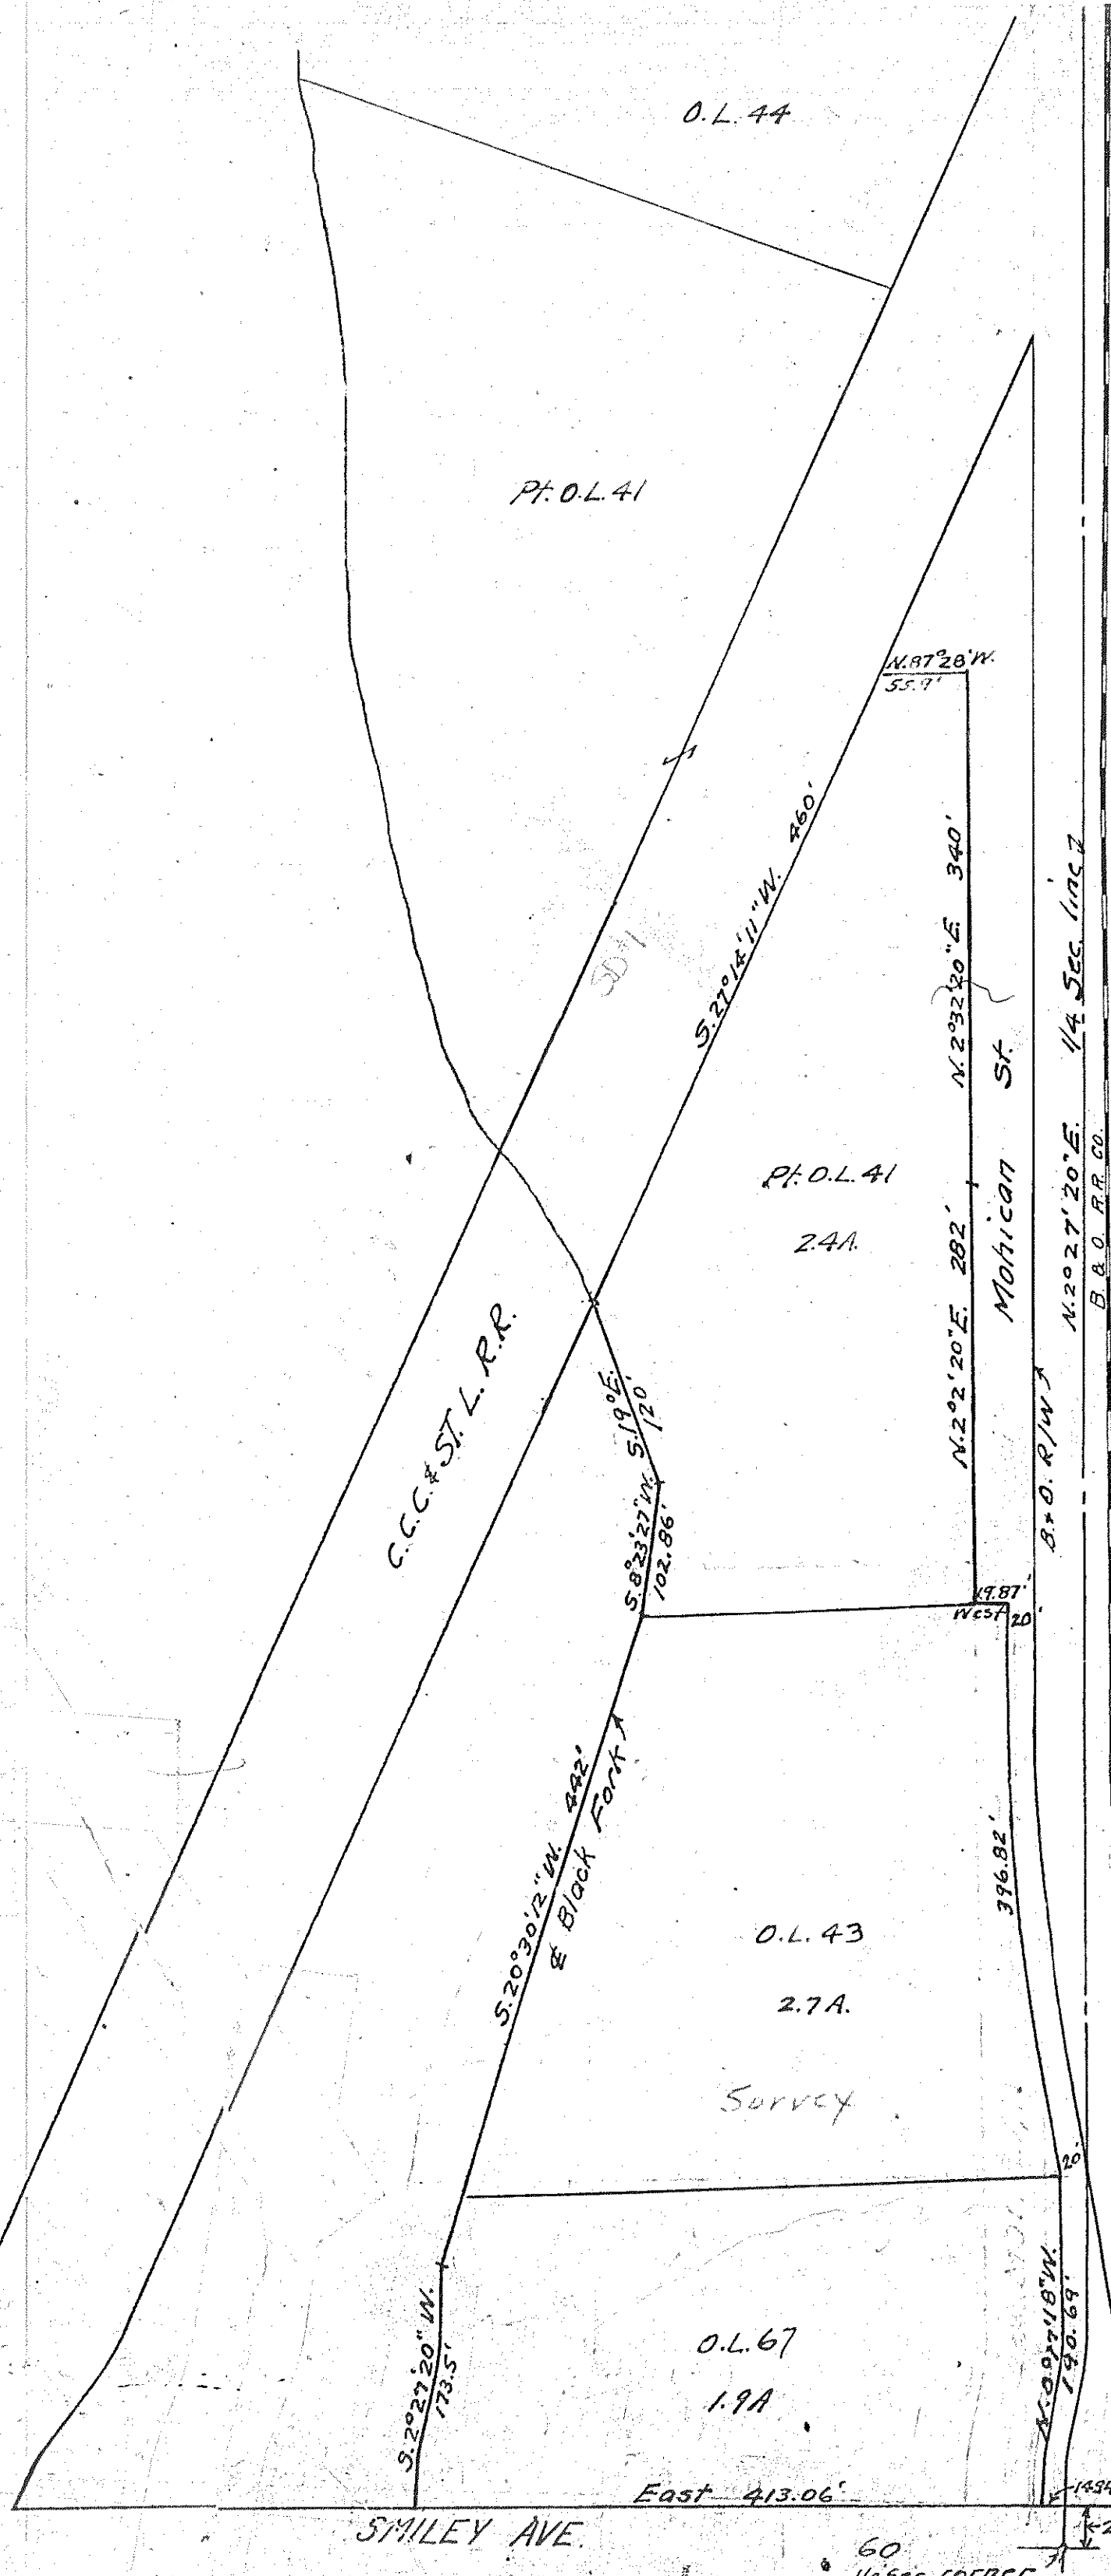 O.L. 44
Pt. O.L. 41
N.87°28'W.
55.9'
S.27°14'11"W. 460'
N.2°32'20"E 340'
1/4 Sec. line
Mohican St.
N.2°27'20"E.
B. & O. R.R. CO.
Pt. O.L. 41
2.4A.
N.2°2'20"E. 282'
C.C.C. & ST. L. R.R.
S.19°E.
120'
S.8°23'27"W.
102.86'
B.+O. R/W
19.87'
West
20'
S.20°30'12"W. 442'
℄ Black Fork
396.82'
O.L. 43
2.7A.
Survey
20'
S.2°27'20"W.
173.5'
O.L. 67
1.9A
N.0°27'18"W.
190.69'
East 413.06'
SMILEY AVE.
60